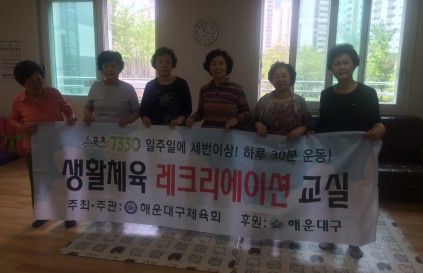 스포츠 7330 일주일에 세번이상! 하루 30분 운동!
생활체육 레크리에이션 교실
주최·주관: 해운대구체육회 후원: 해운대구